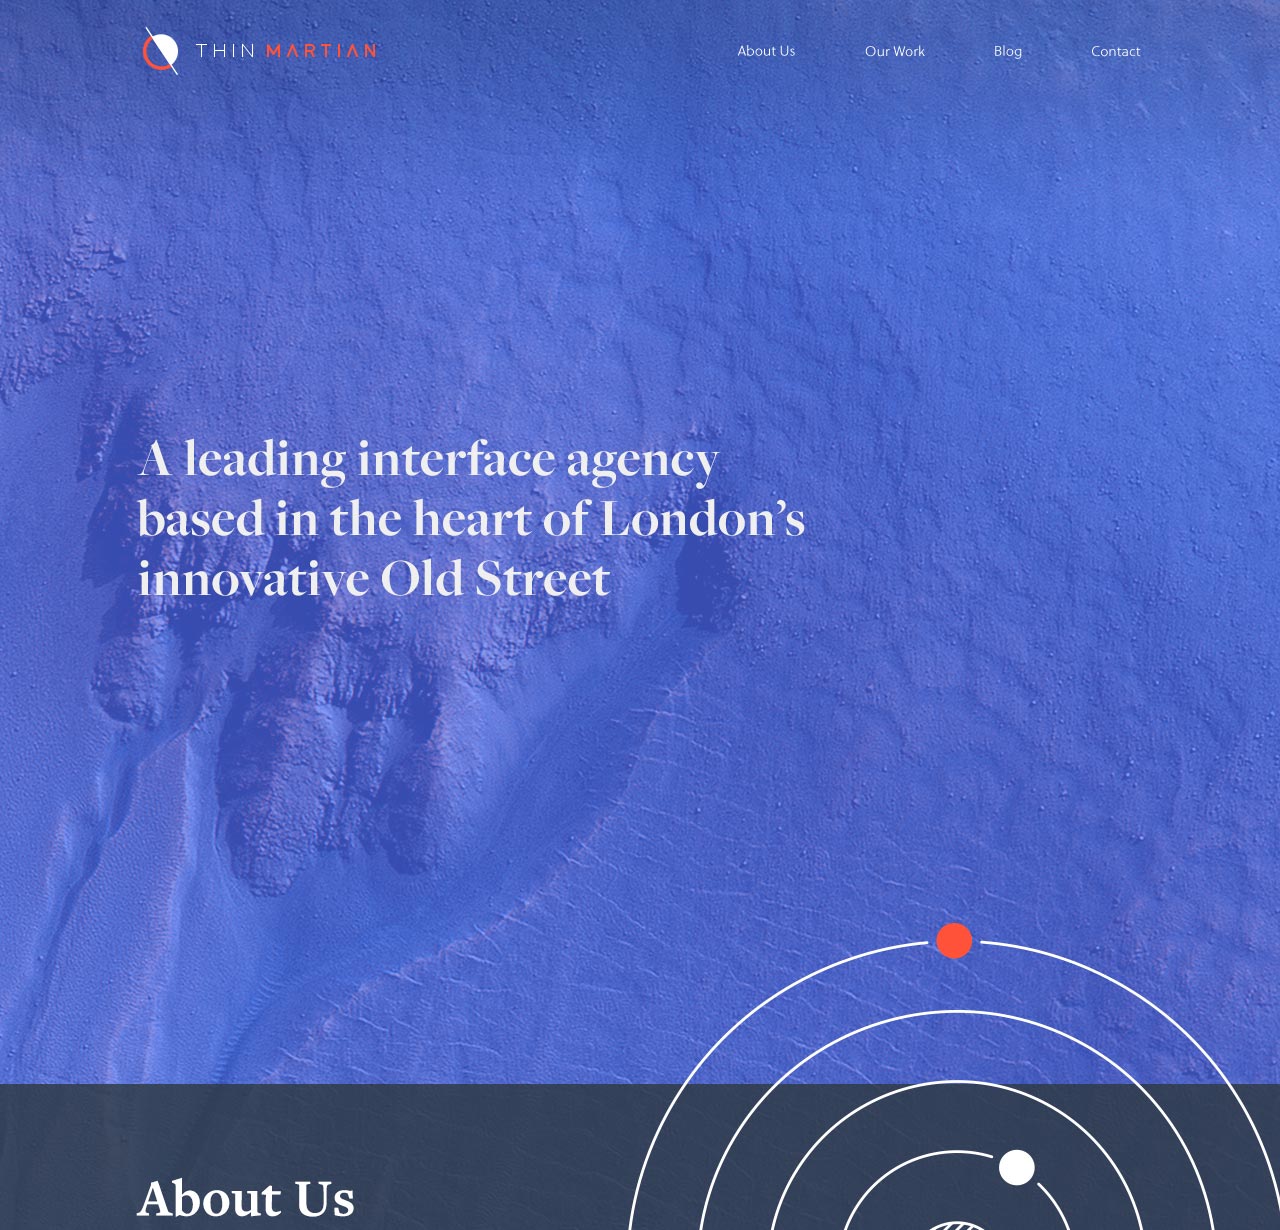 THIN MARTIAN
About Us
Our Work
Blog
Contact
A leading interface agency
based in the heart of London’s
innovative Old Street
About Us